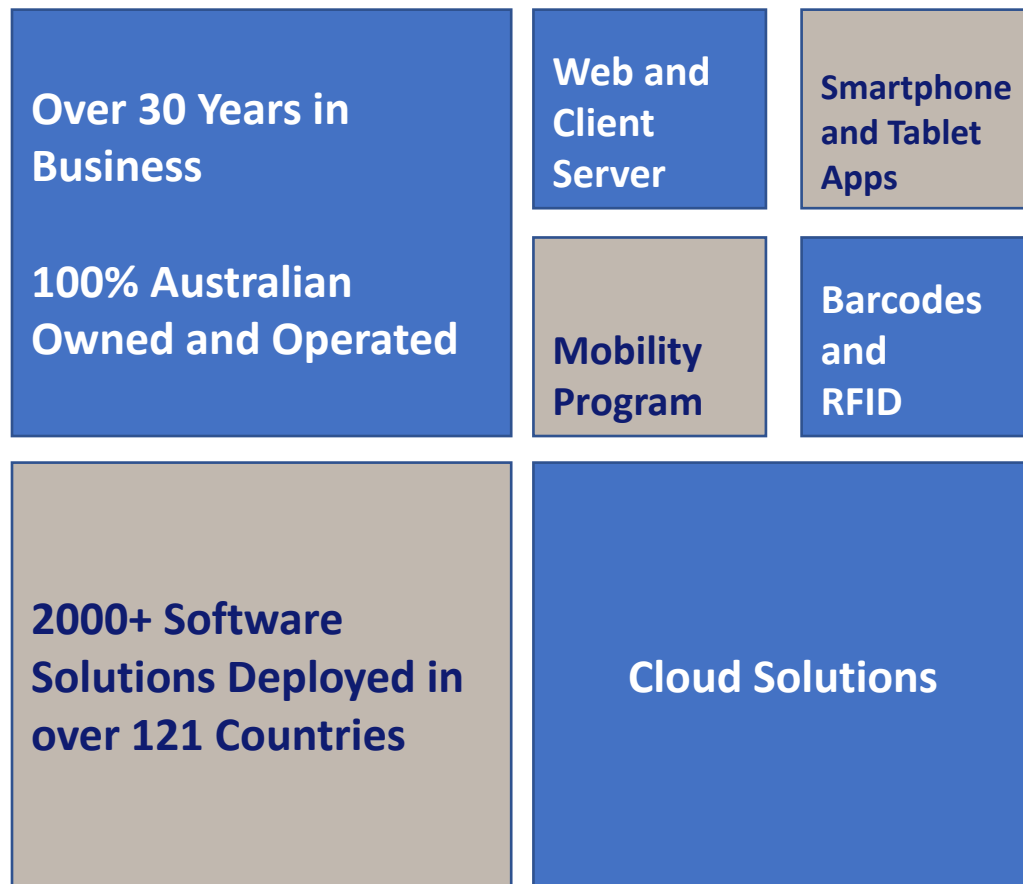 Over 30 Years in
Business
100% Australian
Owned and Operated
Web and
Client
Server
Smartphone
and Tablet
Apps
Mobility
Program
Barcodes
and
RFID
2000+ Software
Solutions Deployed in
over 121 Countries
Cloud Solutions